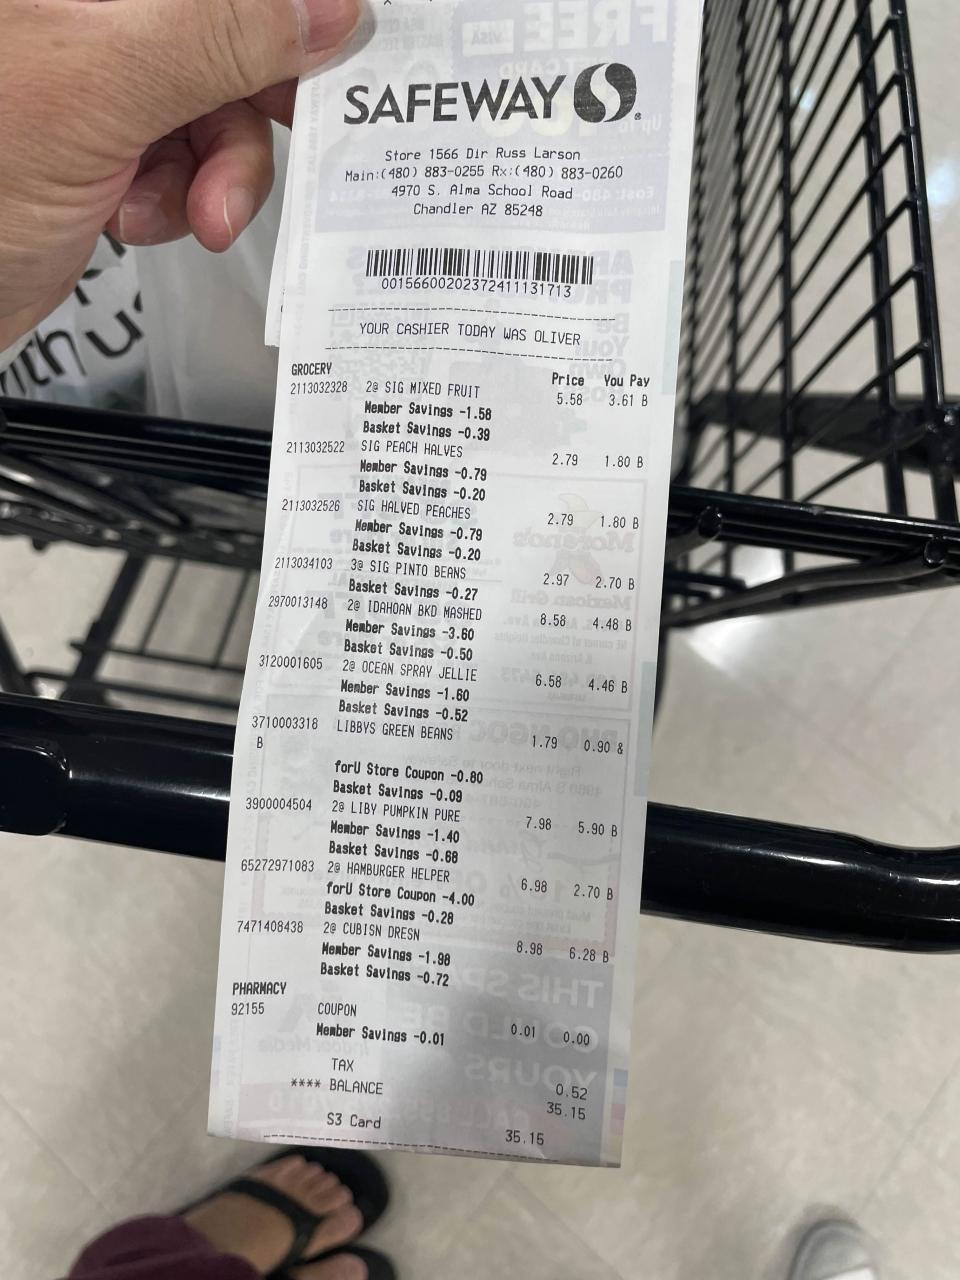 SAFEWAY
Store 1566 Dir Russ Larson
Main:(480) 883-0255 Rx:(480) 883-0260
4970 S. Alma School Road
Chandler AZ 85248
00156600202372411131713
YOUR CASHIER TODAY WAS OLIVER
GROCERY Price You Pay
2113032328 2@ SIG MIXED FRUIT 5.58 3.61 B
Member Savings -1.58
Basket Savings -0.39
2113032522 SIG PEACH HALVES 2.79 1.80 B
Member Savings -0.79
Basket Savings -0.20
2113032526 SIG HALVED PEACHES 2.79 1.80 B
Member Savings -0.79
Basket Savings -0.20
2113034103 3@ SIG PINTO BEANS 2.97 2.70 B
Basket Savings -0.27
2970013148 2@ IDAHOAN BKD MASHED 8.58 4.48 B
Member Savings -3.60
Basket Savings -0.50
3120001605 2@ OCEAN SPRAY JELLIE 6.58 4.46 B
Member Savings -1.60
Basket Savings -0.52
3710003318 LIBBYS GREEN BEANS 1.79 0.90 &
B
forU Store Coupon -0.80
Basket Savings -0.09
3900004504 2@ LIBY PUMPKIN PURE 7.98 5.90 B
Member Savings -1.40
Basket Savings -0.68
65272971083 2@ HAMBURGER HELPER 6.98 2.70 B
forU Store Coupon -4.00
Basket Savings -0.28
7471408438 2@ CUBISN DRESN 8.98 6.28 B
Member Savings -1.98
Basket Savings -0.72
PHARMACY
92155 COUPON 0.01 0.00
Member Savings -0.01
TAX 0.52
**** BALANCE 35.15
S3 Card 35.15